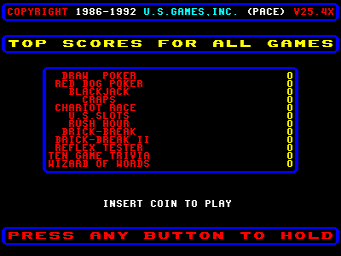 COPYRIGHT 1986-1992 U.S.GAMES,INC. (PACE) V25.4X
TOP SCORES FOR ALL GAMES
DRAW POKER 0
RED DOG POKER 0
BLACKJACK 0
CRAPS 0
CHARIOT RACE 0
U.S.SLOTS 0
RUSH HOUR 0
BRICK-BREAK 0
BRICK-BREAK II 0
REFLEX TESTER 0
TEN GAME TRIVIA 0
WIZARD OF WORDS 0
INSERT COIN TO PLAY
PRESS ANY BUTTON TO HOLD